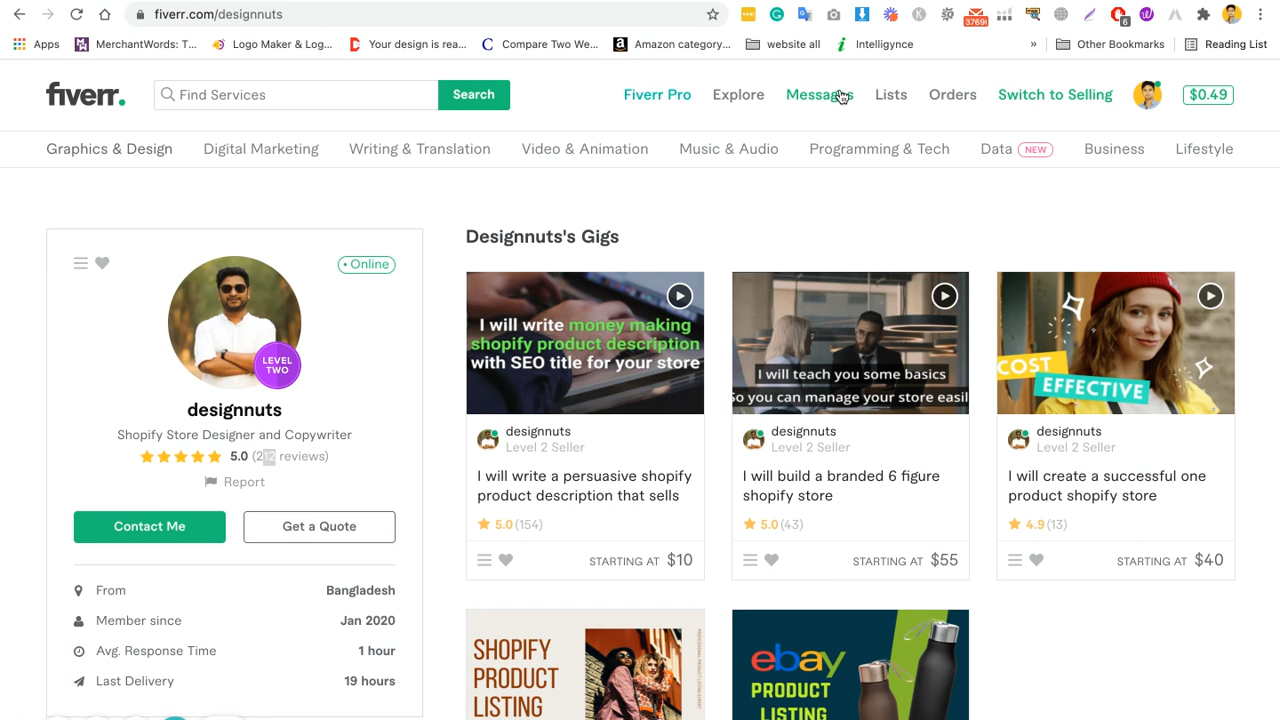 fiverr.com/designnuts
3769
6
Apps
MerchantWords: T...
Logo Maker & Log...
Your design is rea...
Compare Two We...
Amazon category...
website all
Intelligynce
»
Other Bookmarks
Reading List
fiverr.
Find Services
Search
Fiverr Pro
Explore
Messages
Lists
Orders
Switch to Selling
$0.49
Graphics & Design
Digital Marketing
Writing & Translation
Video & Animation
Music & Audio
Programming & Tech
Data NEW
Business
Lifestyle
• Online
LEVEL
TWO
designnuts
Shopify Store Designer and Copywriter
5.0 (212 reviews)
Report
Contact Me
Get a Quote
From Bangladesh
Member since Jan 2020
Avg. Response Time 1 hour
Last Delivery 19 hours
Designnuts's Gigs
I will write money making
shopify product description
with SEO title for your store
designnuts
Level 2 Seller
I will write a persuasive shopify
product description that sells
5.0 (154)
STARTING AT $10
I will teach you some basics
So you can manage your store easil
designnuts
Level 2 Seller
I will build a branded 6 figure
shopify store
5.0 (43)
STARTING AT $55
COST
EFFECTIVE
designnuts
Level 2 Seller
I will create a successful one
product shopify store
4.9 (13)
STARTING AT $40
SHOPIFY
PRODUCT
LISTING
ebay
PRODUCT
LISTING